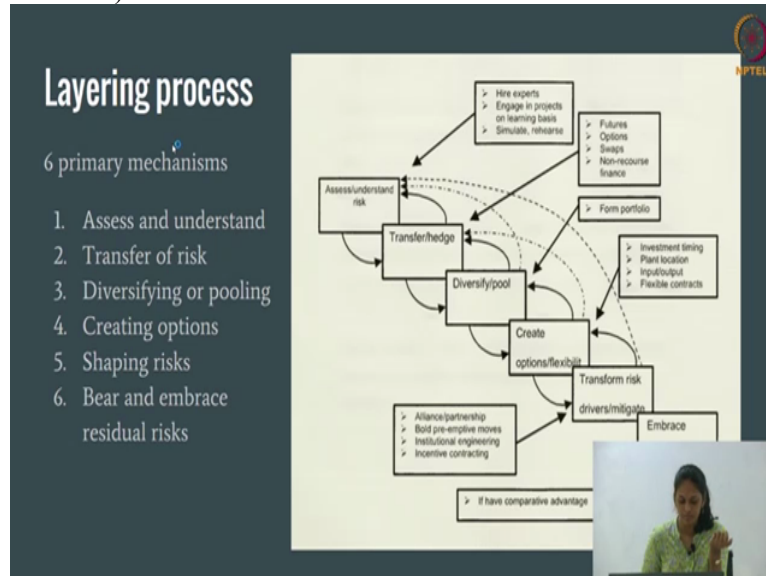 NPTEL
Layering process
6 primary mechanisms
1. Assess and understand
2. Transfer of risk
3. Diversifying or pooling
4. Creating options
5. Shaping risks
6. Bear and embrace
residual risks
Hire experts
Engage in projects
on learning basis
Simulate, rehearse
Futures
Options
Swaps
Non-recourse
finance
Assess/understand
risk
Form portfolio
Transfer/hedge
Investment timing
Plant location
Input/output
Flexible contracts
Diversify/pool
Create
options/flexibilit
Transform risk
drivers/mitigate
Alliance/partnership
Bold pre-emptive moves
Institutional engineering
Incentive contracting
Embrace
If have comparative advantage